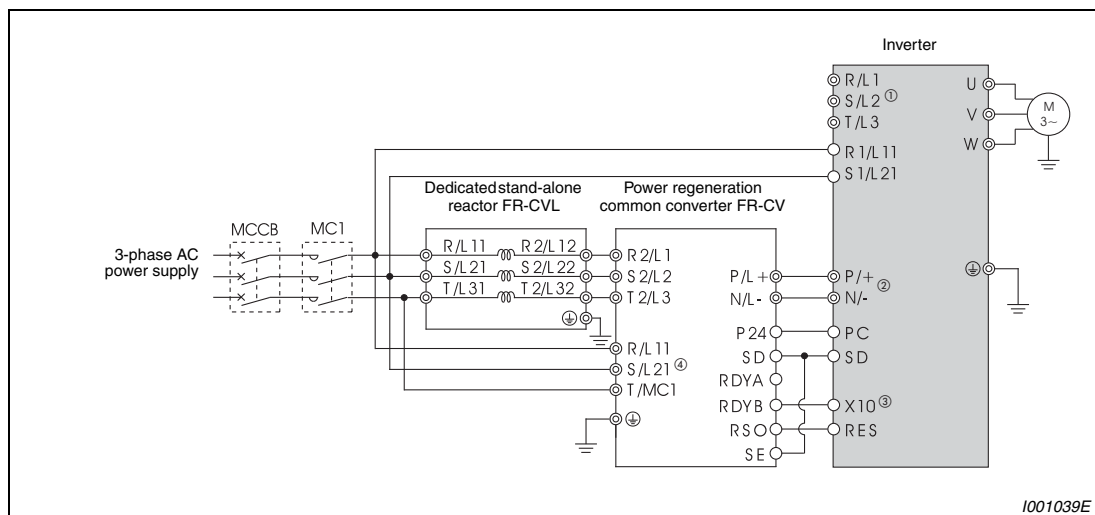 Inverter
R/L1
S/L2 ①
T/L3
R1/L11
S1/L21
U
V
W
M
3~
Dedicated stand-alone
reactor FR-CVL
Power regeneration
common converter FR-CV
MCCB
MC1
3-phase AC
power supply
R/L11 R2/L12
S/L21 S2/L22
T/L31 T2/L32
R2/L1
S2/L2
T2/L3
P/L+
N/L-
P/+
②
N/-
P24
PC
SD
SD
R/L11
S/L21 ④
T/MC1
RDYA
RDYB
X10 ③
RSO
RES
SE
I001039E